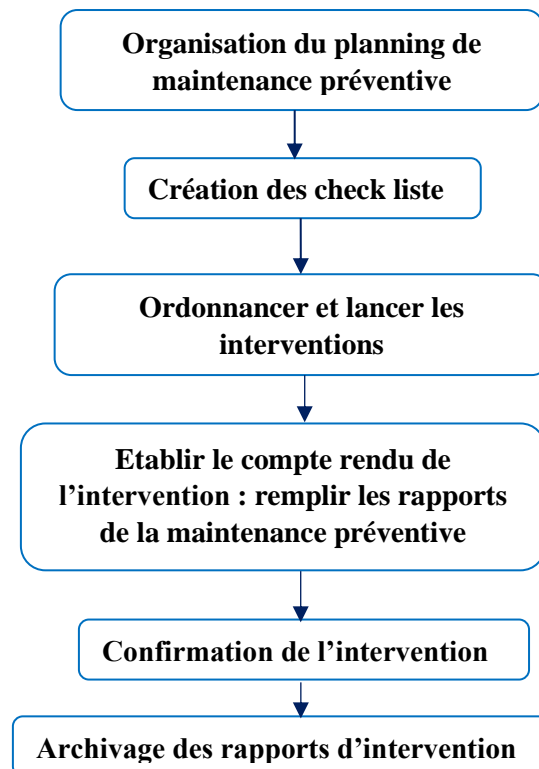 Organisation du planning de
maintenance préventive
Création des check liste
Ordonnancer et lancer les
interventions
Etablir le compte rendu de
l’intervention : remplir les rapports
de la maintenance préventive
Confirmation de l’intervention
Archivage des rapports d’intervention